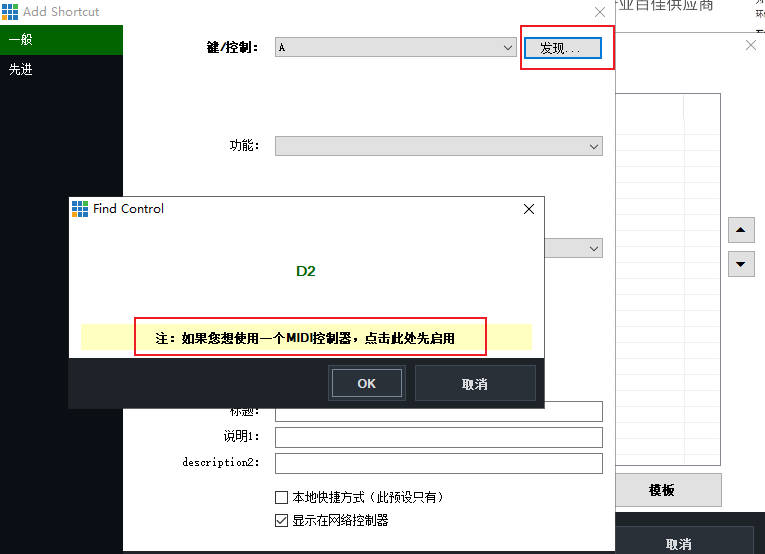 Add Shortcut
业百佳供应商
一般
先进
键/控制：
A
发现...
功能：
Find Control
D2
注：如果您想使用一个MIDI控制器，点击此处先启用
OK
取消
标题：
说明1：
description2：
本地快捷方式（此预设只有）
显示在网络控制器
模板
取消